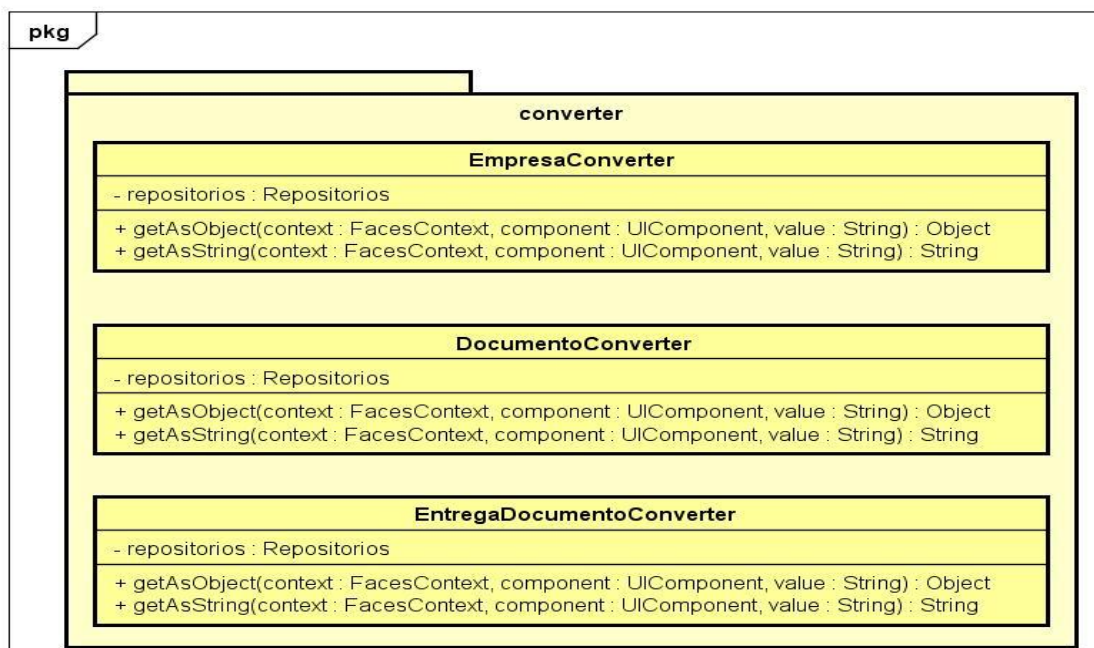 pkg
converter
EmpresaConverter
- repositorios : Repositorios
+ getAsObject(context : FacesContext, component : UIComponent, value : String) : Object
+ getAsString(context : FacesContext, component : UIComponent, value : String) : String
DocumentoConverter
- repositorios : Repositorios
+ getAsObject(context : FacesContext, component : UIComponent, value : String) : Object
+ getAsString(context : FacesContext, component : UIComponent, value : String) : String
EntregaDocumentoConverter
- repositorios : Repositorios
+ getAsObject(context : FacesContext, component : UIComponent, value : String) : Object
+ getAsString(context : FacesContext, component : UIComponent, value : String) : String